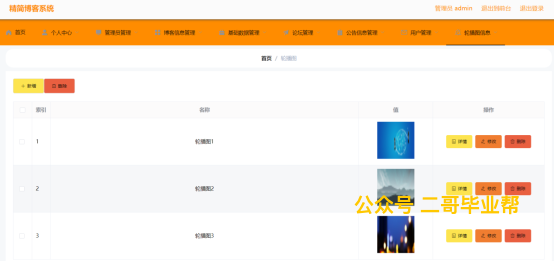 精简博客系统
管理员 admin 退出到前台 退出登录
首页 个人中心 管理员管理 博客信息管理 基础数据管理 论坛管理 公告信息管理 用户管理 轮播图信息
首页 / 轮播图
+ 新增 删除
索引 名称 值 操作
1 轮播图1 详情 修改 删除
2 轮播图2 详情 修改 删除
公众号 二哥毕业帮
3 轮播图3 详情 修改 删除